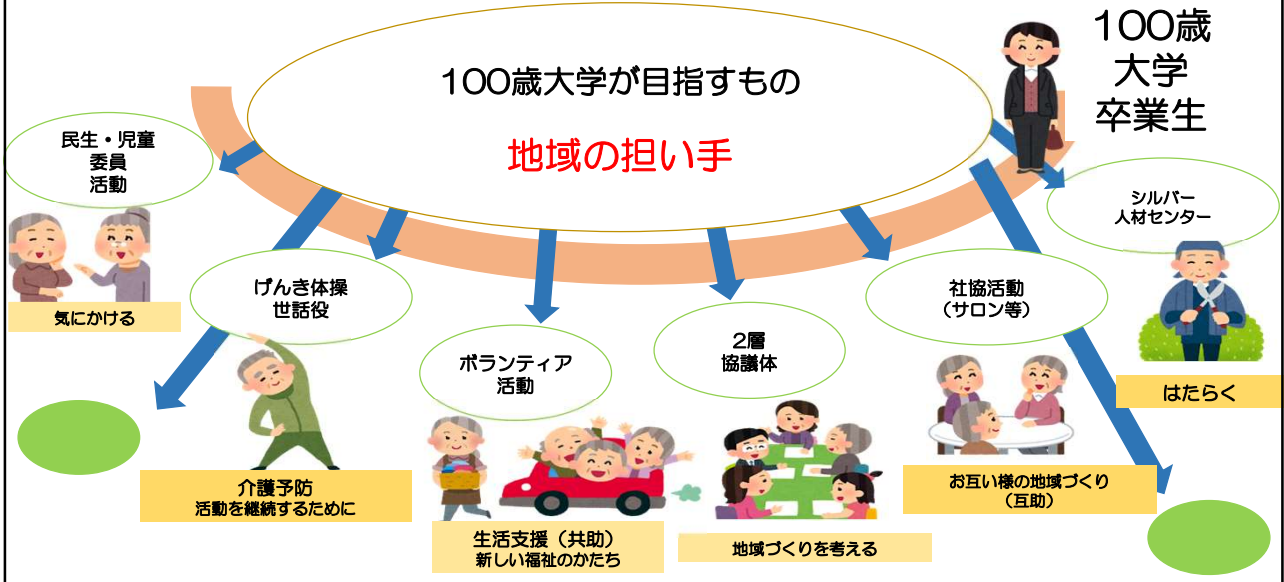 100歳大学が目指すもの
地域の担い手
100歳
大学
卒業生
民生・児童
委員
活動
気にかける
げんき体操
世話役
介護予防
活動を継続するために
ボランティア
活動
生活支援（共助）
新しい福祉のかたち
2層
協議体
地域づくりを考える
社協活動
（サロン等）
お互い様の地域づくり
（互助）
シルバー
人材センター
はたらく